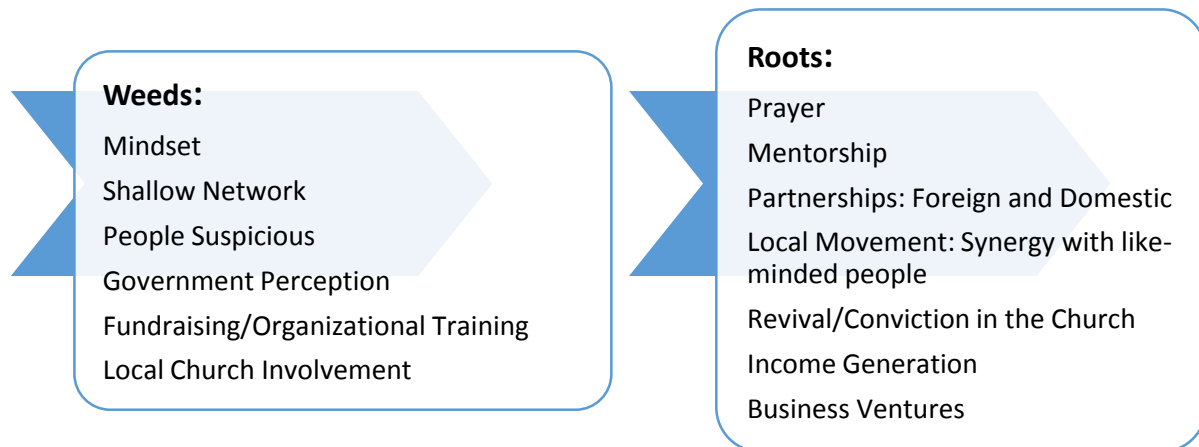 Weeds:
Mindset
Shallow Network
People Suspicious
Government Perception
Fundraising/Organizational Training
Local Church Involvement
Roots:
Prayer
Mentorship
Partnerships: Foreign and Domestic
Local Movement: Synergy with like-
minded people
Revival/Conviction in the Church
Income Generation
Business Ventures